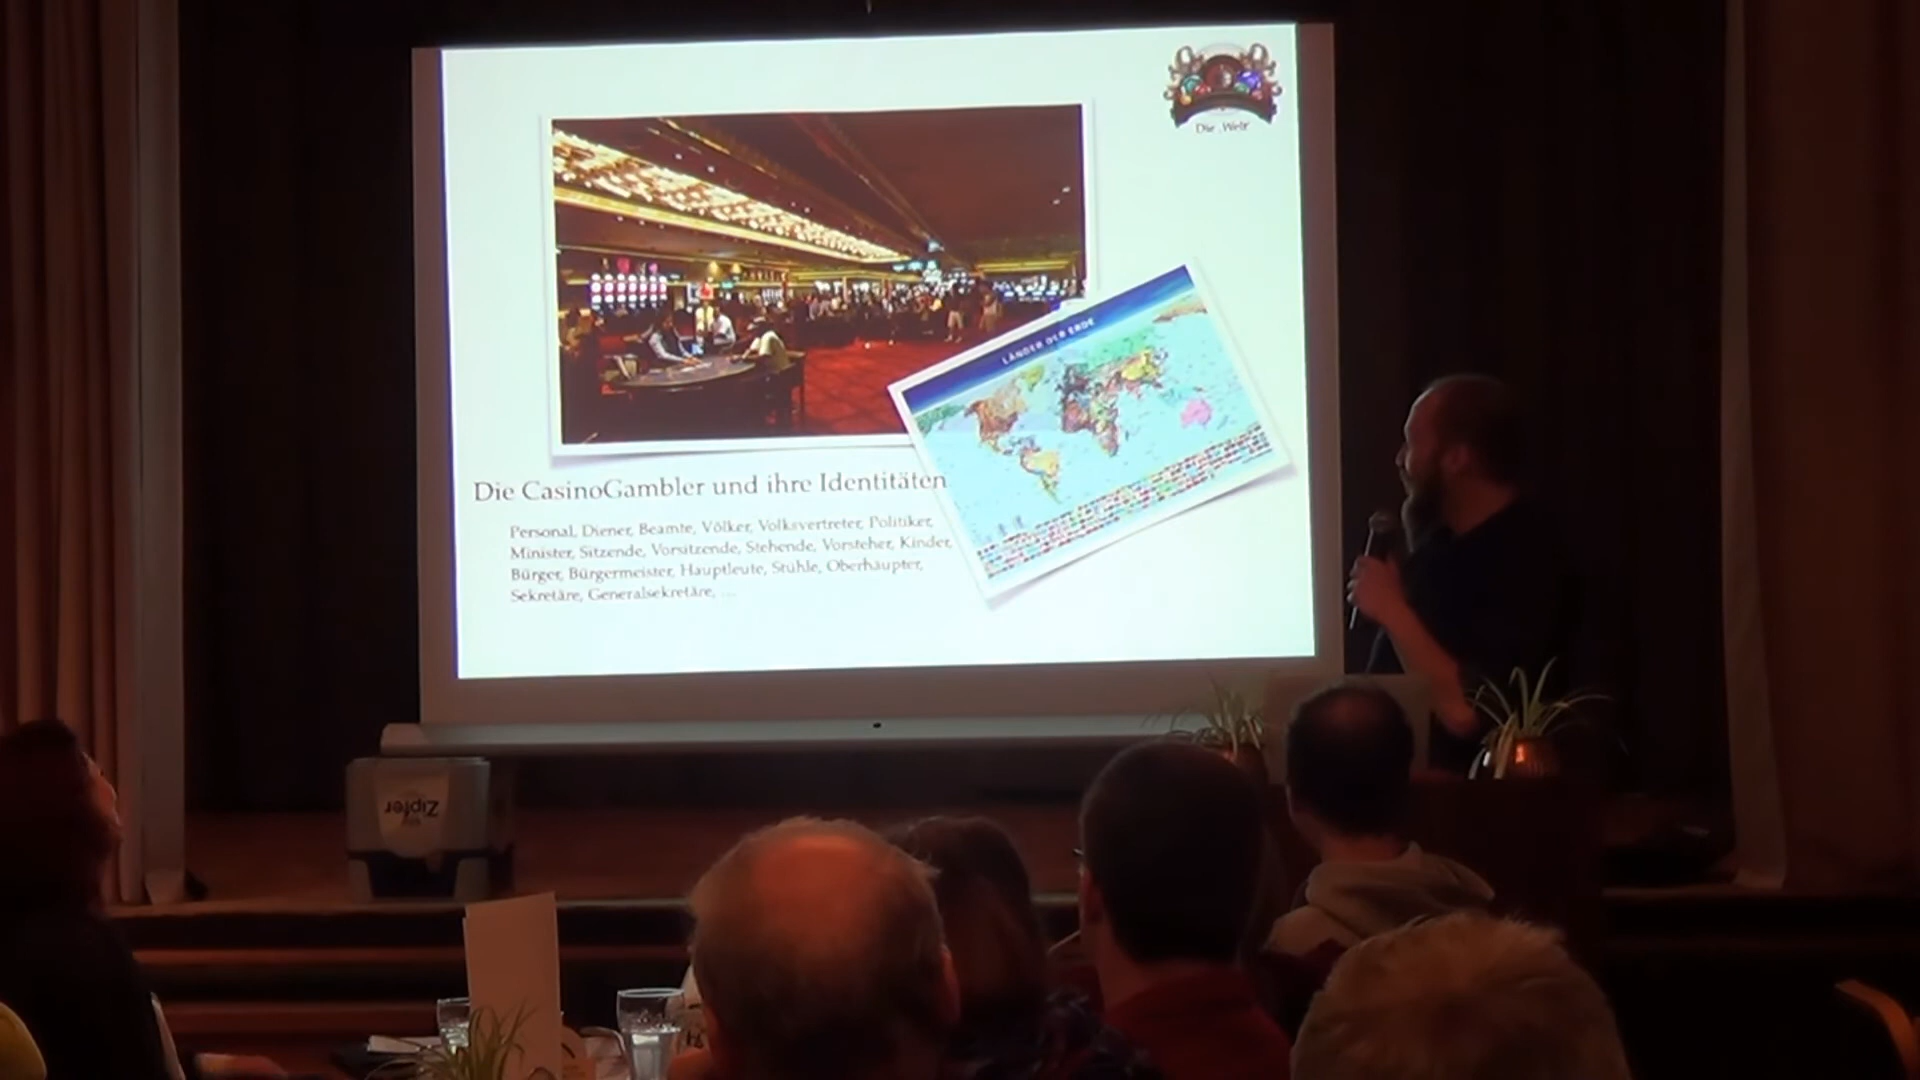 Die 'Welt'
LÄNDER DER ERDE
Die CasinoGambler und ihre Identitäten
Personal, Diener, Beamte, Völker, Volksvertreter, Politiker,
Minister, Sitzende, Vorsitzende, Stehende, Vorsteher, Kinder,
Bürger, Bürgermeister, Hauptleute, Stühle, Oberhäupter,
Sekretäre, Generalsekretäre, ...
Zipfer